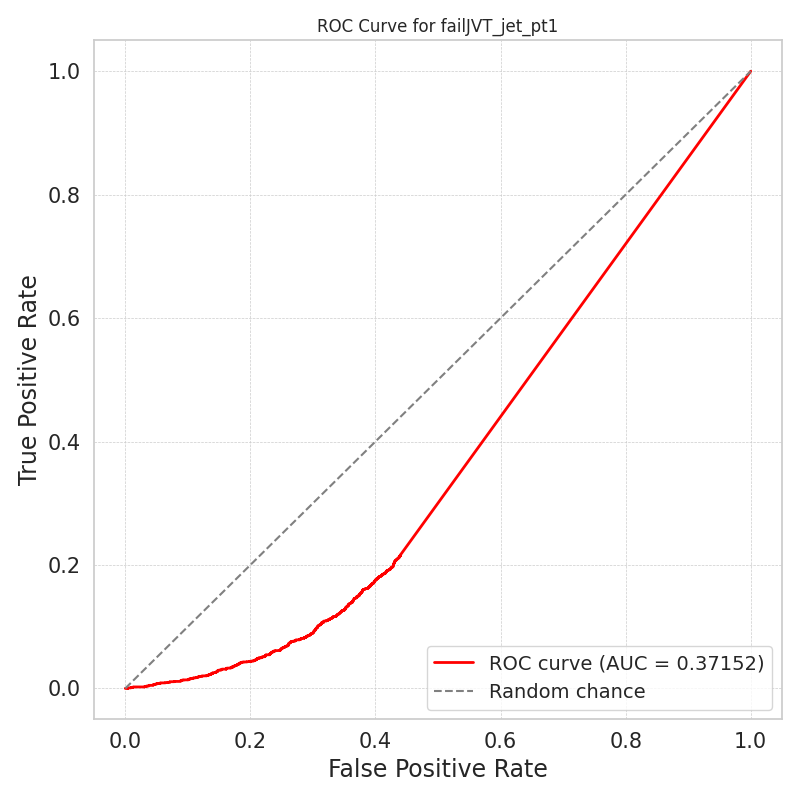 ROC Curve for failJVT_jet_pt1
1.0
0.8
0.6
0.4
0.2
0.0
True Positive Rate
ROC curve (AUC = 0.37152)
Random chance
0.0 0.2 0.4 0.6 0.8 1.0
False Positive Rate